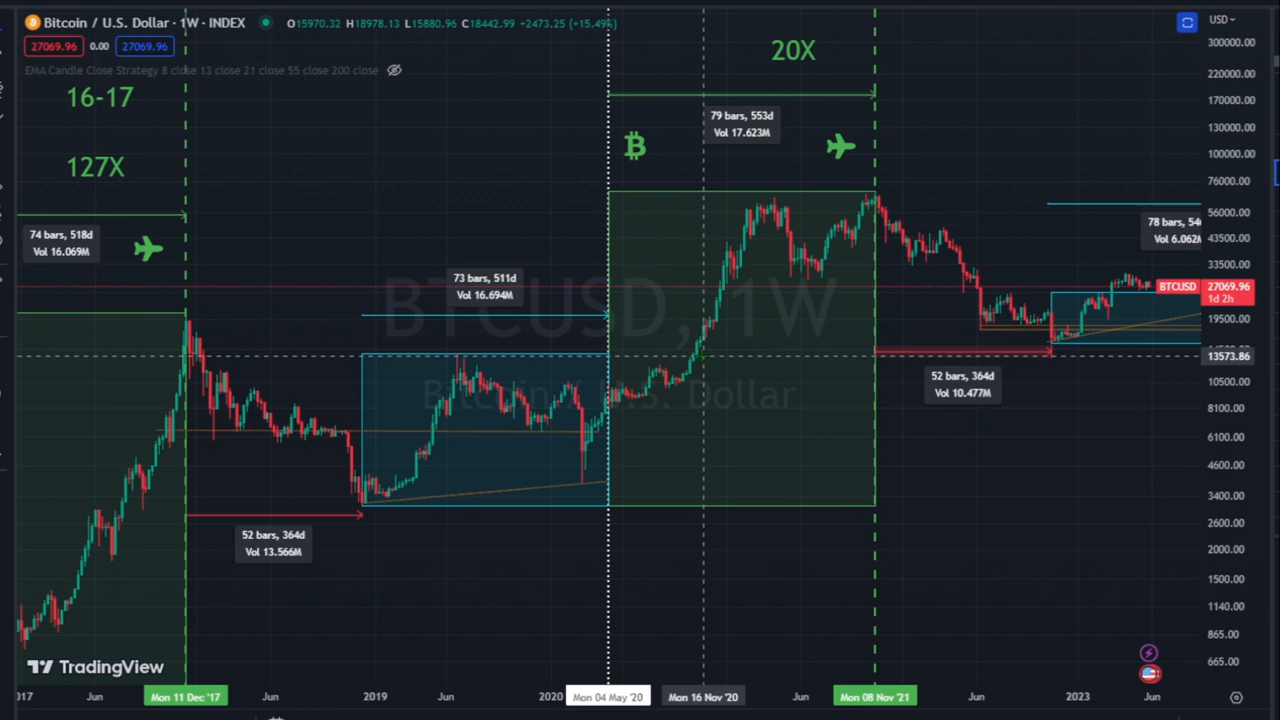 Bitcoin / U.S. Dollar · 1W · INDEX
O15970.32 H18978.13 L15880.96 C18442.99 +2473.25 (+15.49%)
27069.96 0.00 27069.96
EMA Candle Close Strategy 8 close 13 close 21 close 55 close 200 close
16-17
127X
74 bars, 518d
Vol 16.069M
73 bars, 511d
Vol 16.694M
52 bars, 364d
Vol 13.566M
20X
79 bars, 553d
Vol 17.623M
52 bars, 364d
Vol 10.477M
78 bars, 54
Vol 6.062M
BTCUSD, 1W
Bitcoin / U.S. Dollar
USD
300000.00
220000.00
170000.00
130000.00
100000.00
76000.00
56000.00
43500.00
33500.00
BTCUSD 27069.96
1d 2h
19500.00
13573.86
10500.00
8100.00
6100.00
4600.00
3400.00
2600.00
2000.00
1500.00
1140.00
865.00
665.00
TradingView
2017 Jun Mon 11 Dec '17 Jun 2019 Jun 2020 Mon 04 May '20 Mon 16 Nov '20 Jun Mon 08 Nov '21 Jun 2023 Jun